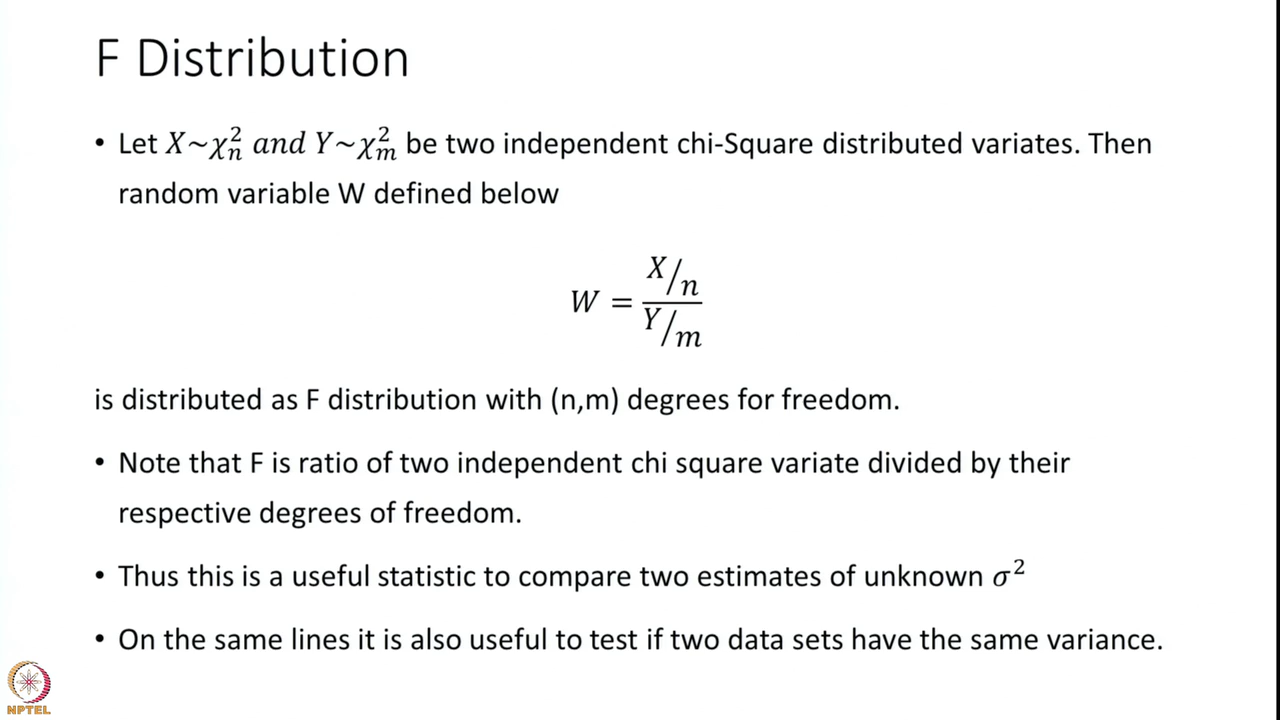 F Distribution
• Let X~χ²ₙ and Y~χ²ₘ be two independent chi-Square distributed variates. Then
random variable W defined below
W = (X/n)/(Y/m)
is distributed as F distribution with (n,m) degrees for freedom.
• Note that F is ratio of two independent chi square variate divided by their
respective degrees of freedom.
• Thus this is a useful statistic to compare two estimates of unknown σ²
• On the same lines it is also useful to test if two data sets have the same variance.
NPTEL